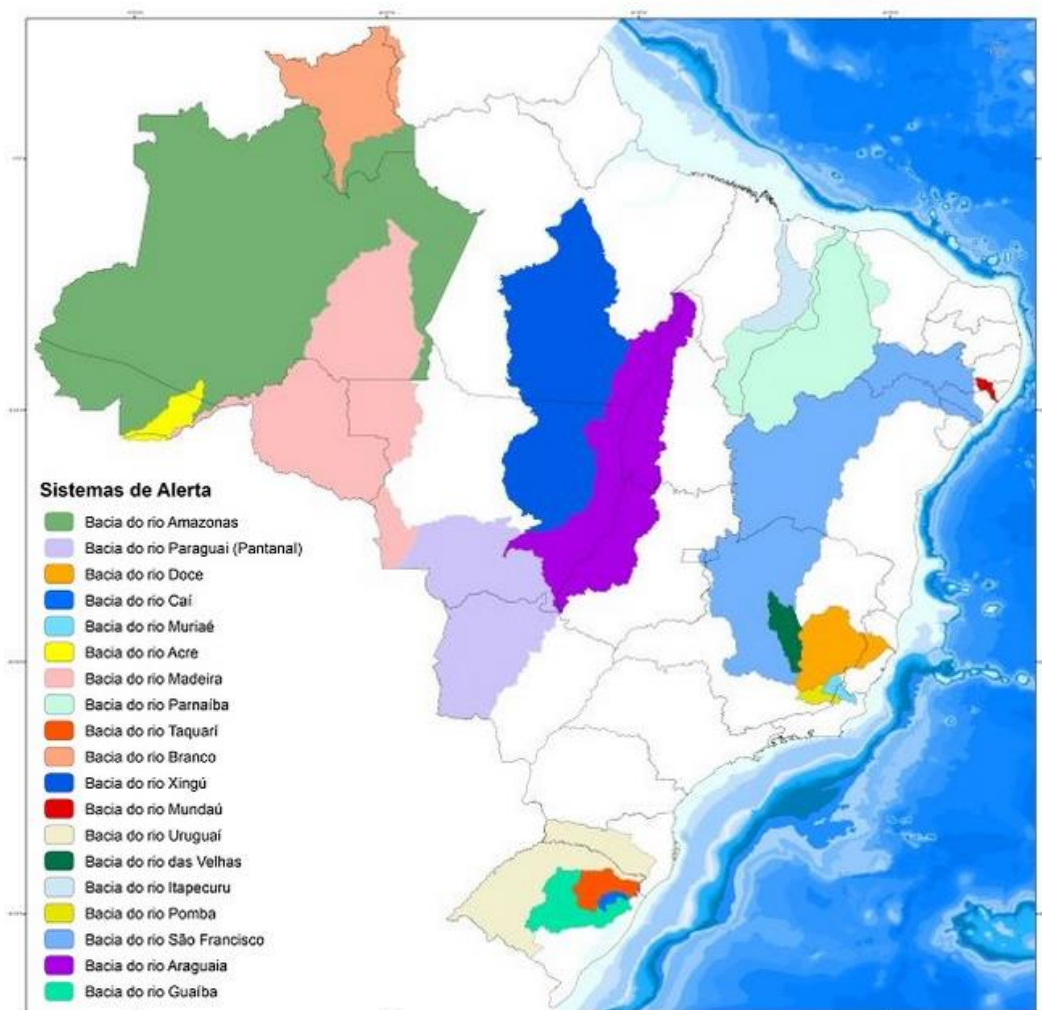 Sistemas de Alerta
Bacia do rio Amazonas
Bacia do rio Paraguai (Pantanal)
Bacia do rio Doce
Bacia do rio Caí
Bacia do rio Muriaé
Bacia do rio Acre
Bacia do rio Madeira
Bacia do rio Parnaíba
Bacia do rio Taquarí
Bacia do rio Branco
Bacia do rio Xingú
Bacia do rio Mundaú
Bacia do rio Uruguaí
Bacia do rio das Velhas
Bacia do rio Itapecuru
Bacia do rio Pomba
Bacia do rio São Francisco
Bacia do rio Araguaia
Bacia do rio Guaíba